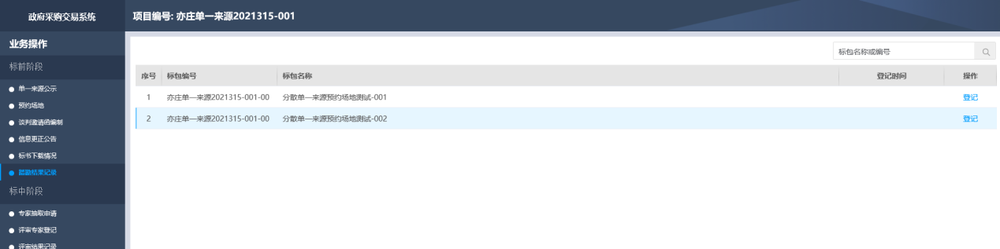 政府采购交易系统
项目编号: 亦庄单一来源2021315-001
业务操作
标前阶段
单一来源公示
预约场地
谈判邀请函编制
信息更正公告
标书下载情况
踏勘结果记录
标中阶段
专家抽取申请
评审专家登记
评审结果记录
标包名称或编号
序号 标包编号 标包名称 登记时间 操作
1 亦庄单一来源2021315-001-00 分散单一来源预约场地测试-001 登记
2 亦庄单一来源2021315-001-00 分散单一来源预约场地测试-002 登记